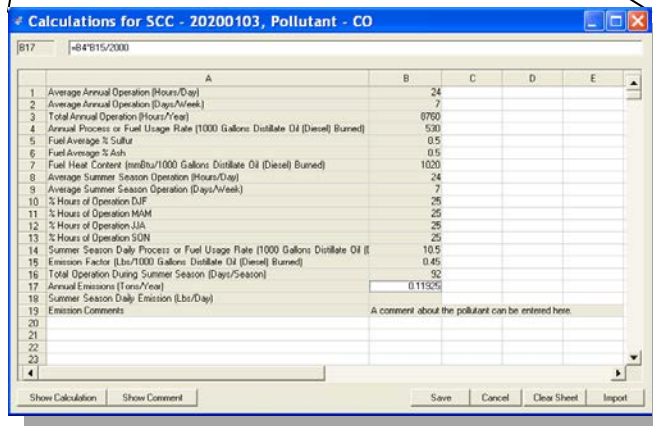 Calculations for SCC - 20200103, Pollutant - CO
B17 =B4*B15/2000
A B C D E
1 Average Annual Operation (Hours/Day) 24
2 Average Annual Operation (Days/Week) 7
3 Total Annual Operation (Hours/Year) 8760
4 Annual Process or Fuel Usage Rate (1000 Gallons Distillate Oil (Diesel) Burned) 530
5 Fuel Average % Sulfur 0.5
6 Fuel Average % Ash 0.5
7 Fuel Heat Content (mmBtu/1000 Gallons Distillate Oil (Diesel) Burned) 1020
8 Average Summer Season Operation (Hours/Day) 24
9 Average Summer Season Operation (Days/Week) 7
10 % Hours of Operation DJF 25
11 % Hours of Operation MAM 25
12 % Hours of Operation JJA 25
13 % Hours of Operation SON 25
14 Summer Season Daily Process or Fuel Usage Rate (1000 Gallons Distillate Oil (D 10.5
15 Emission Factor (Lbs/1000 Gallons Distillate Oil (Diesel) Burned) 0.45
16 Total Operation During Summer Season (Days/Season) 92
17 Annual Emissions (Tons/Year) 0.11925
18 Summer Season Daily Emission (Lbs/Day)
19 Emission Comments A comment about the pollutant can be entered here.
20
21
22
23
Show Calculation Show Comment Save Cancel Clear Sheet Import